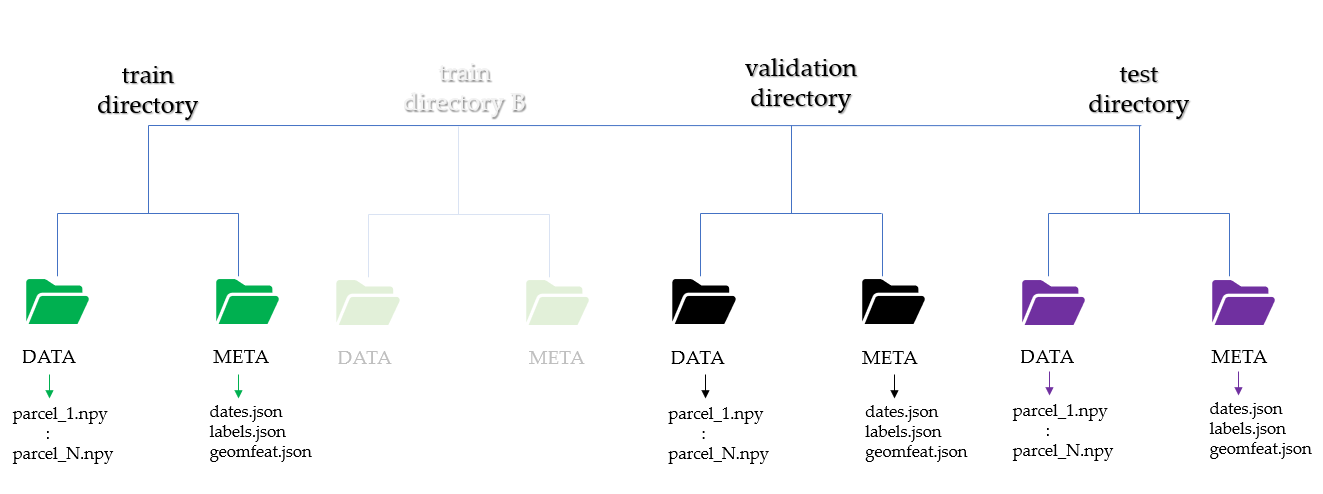 train
directory
train
directory B
validation
directory
test
directory
DATA
META
DATA
META
DATA
META
DATA
META
parcel_1.npy
:
parcel_N.npy
dates.json
labels.json
geomfeat.json
parcel_1.npy
:
parcel_N.npy
dates.json
labels.json
geomfeat.json
parcel_1.npy
:
parcel_N.npy
dates.json
labels.json
geomfeat.json